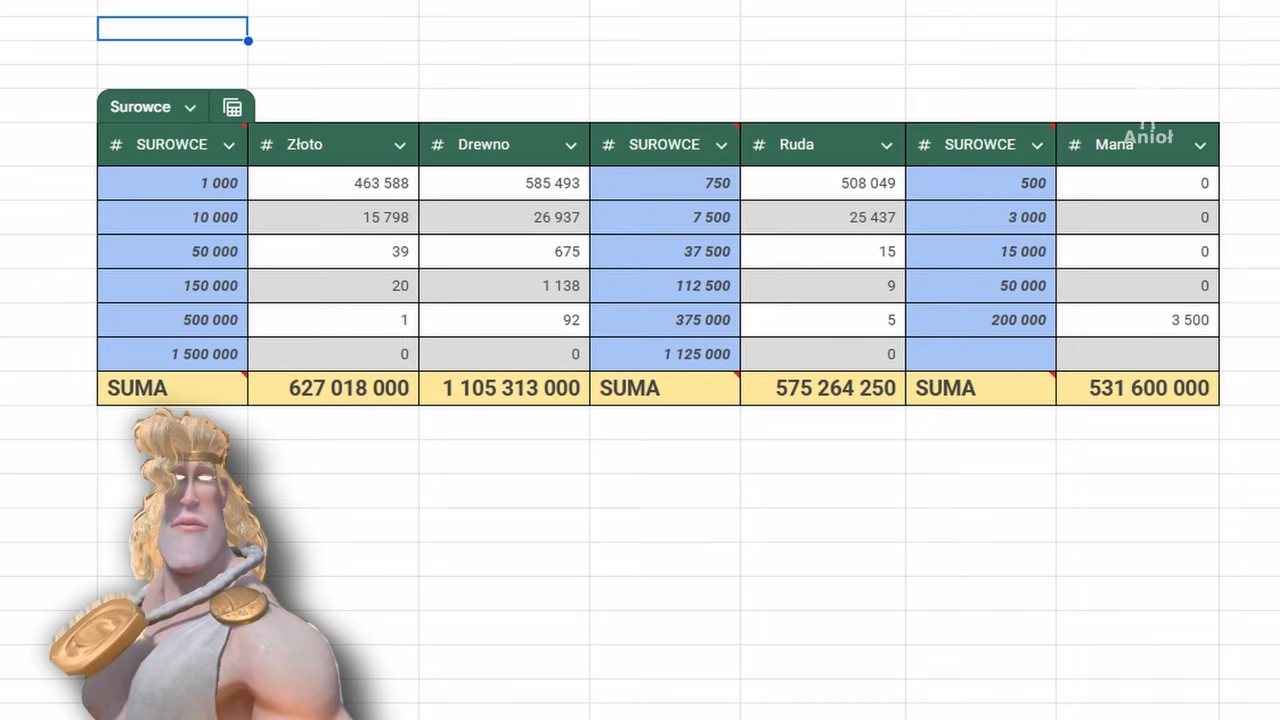 Surowce
# SUROWCE # Złoto # Drewno # SUROWCE # Ruda # SUROWCE # Mana
Anioł
1 000 463 588 585 493 750 508 049 500 0
10 000 15 798 26 937 7 500 25 437 3 000 0
50 000 39 675 37 500 15 15 000 0
150 000 20 1 138 112 500 9 50 000 0
500 000 1 92 375 000 5 200 000 3 500
1 500 000 0 0 1 125 000 0
SUMA 627 018 000 1 105 313 000 SUMA 575 264 250 SUMA 531 600 000